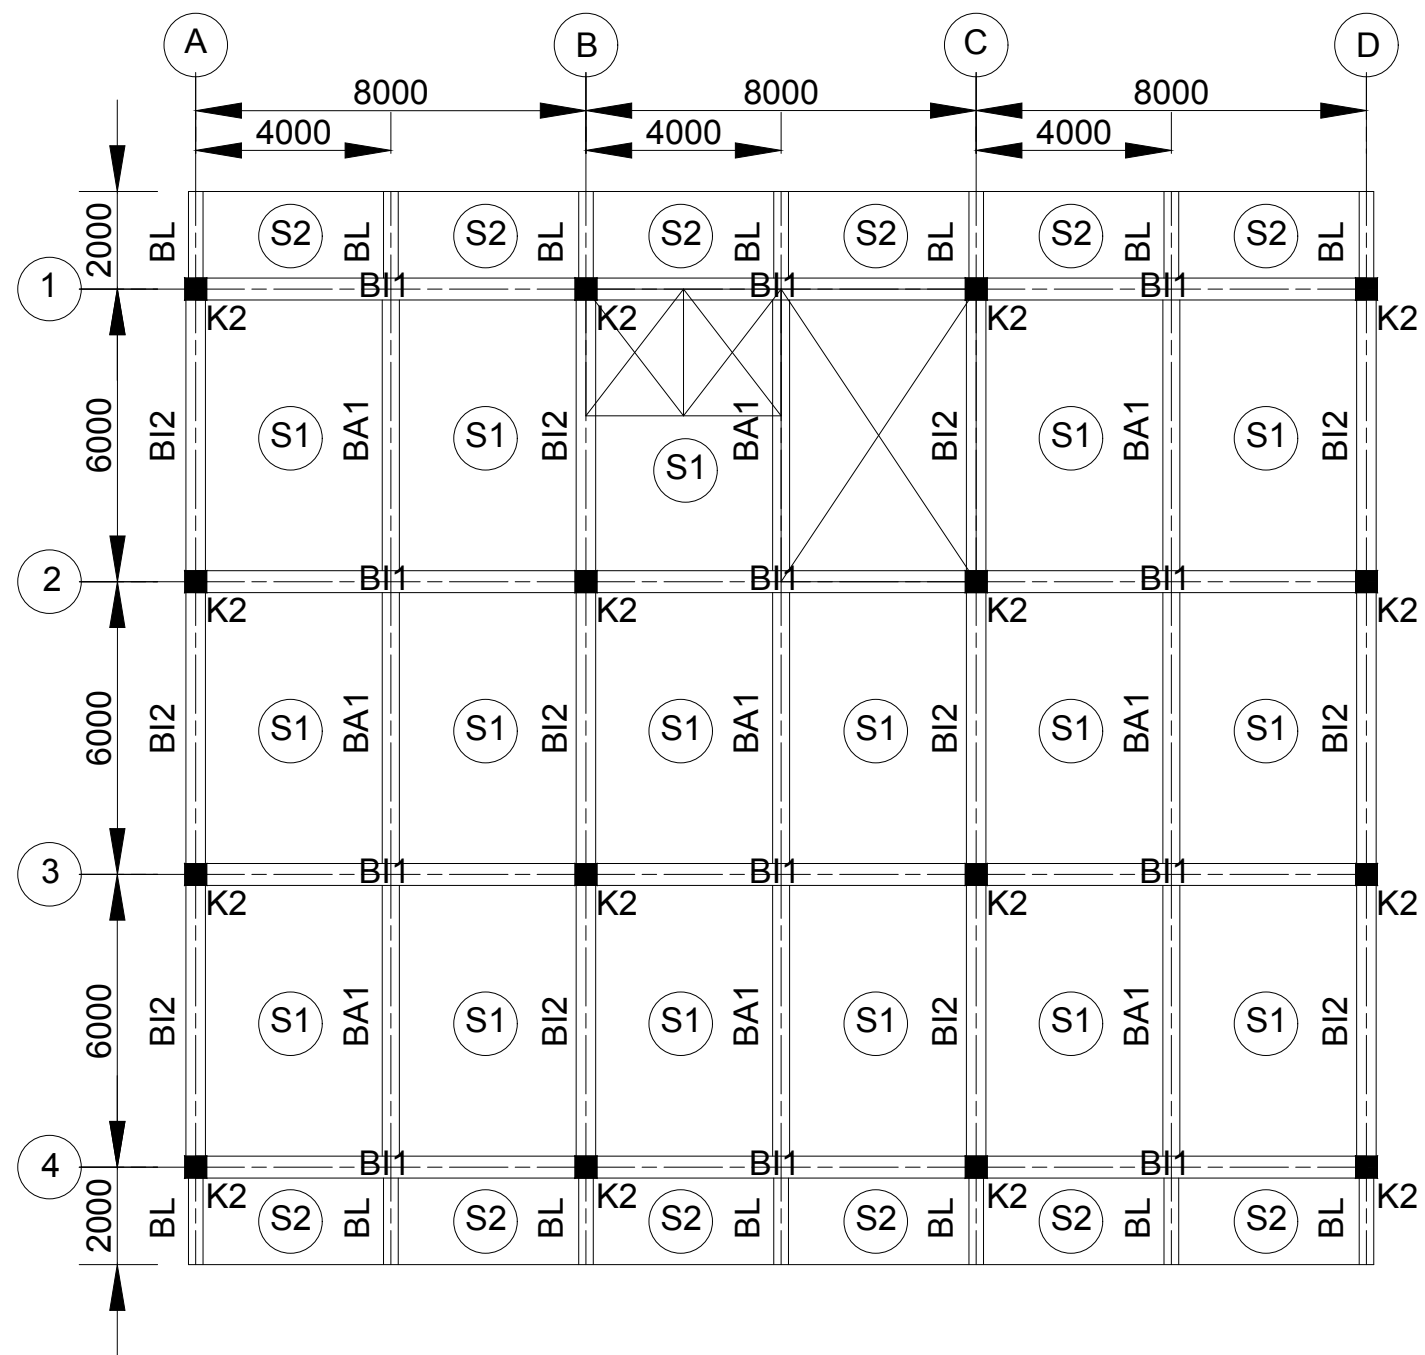 A B C D
8000 8000 8000
4000 4000 4000
2000 BL S2 BL S2 BL S2 BL S2 BL S2 BL S2 BL
1 BI1 BI1 BI1
K2 K2 K2 K2
6000 BI2 S1 BA1 S1 BI2 S1 BA1 BI2 S1 BA1 S1 BI2
2 BI1 BI1 BI1
K2 K2 K2 K2
6000 BI2 S1 BA1 S1 BI2 S1 BA1 S1 BI2 S1 BA1 S1 BI2
3 BI1 BI1 BI1
K2 K2 K2 K2
6000 BI2 S1 BA1 S1 BI2 S1 BA1 S1 BI2 S1 BA1 S1 BI2
4 BI1 BI1 BI1
K2 K2 K2 K2
2000 BL S2 BL S2 BL S2 BL S2 BL S2 BL S2 BL